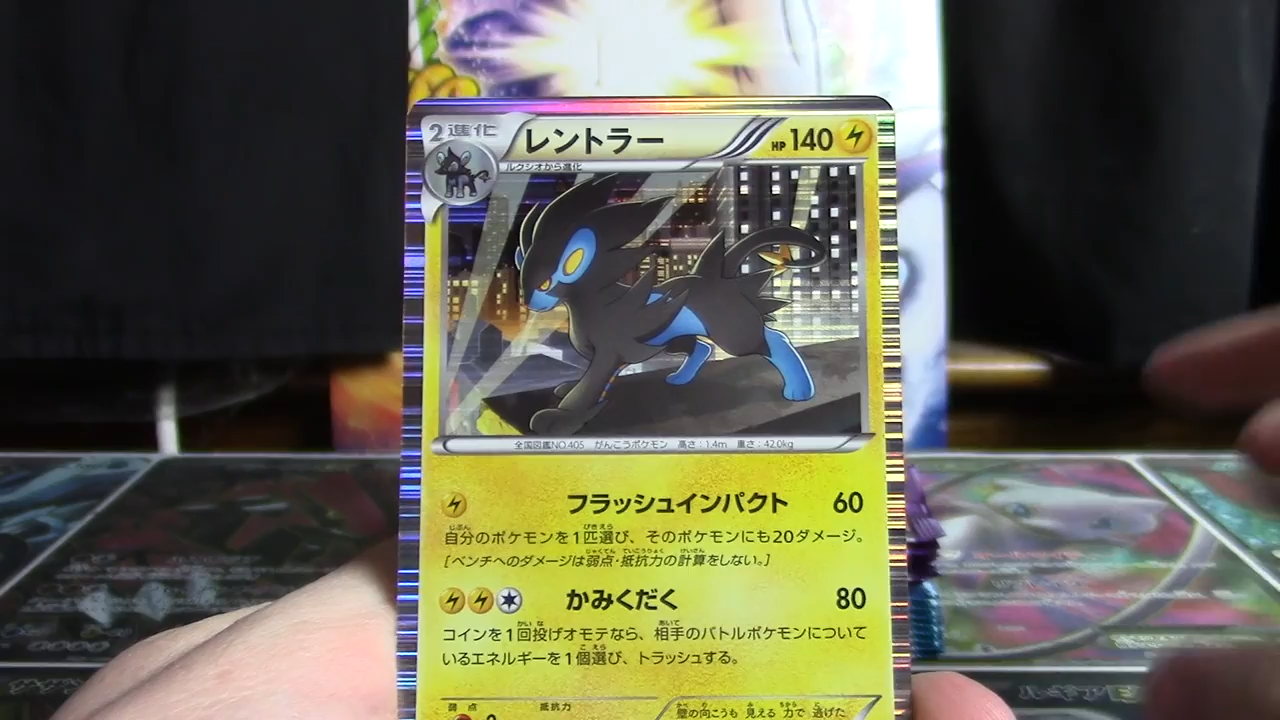 2進化
レントラー
HP140
ルクシオから進化
全国図鑑NO.405 がんこうポケモン 高さ:1.4m 重さ:42.0kg
フラッシュインパクト 60
自分のポケモンを1匹選び、そのポケモンにも20ダメージ。
[ベンチへのダメージは弱点・抵抗力の計算をしない。]
かみくだく 80
コインを1回投げオモテなら、相手のバトルポケモンについて
いるエネルギーを1個選び、トラッシュする。
弱点 抵抗力
壁の向こうも見える力で逃げた